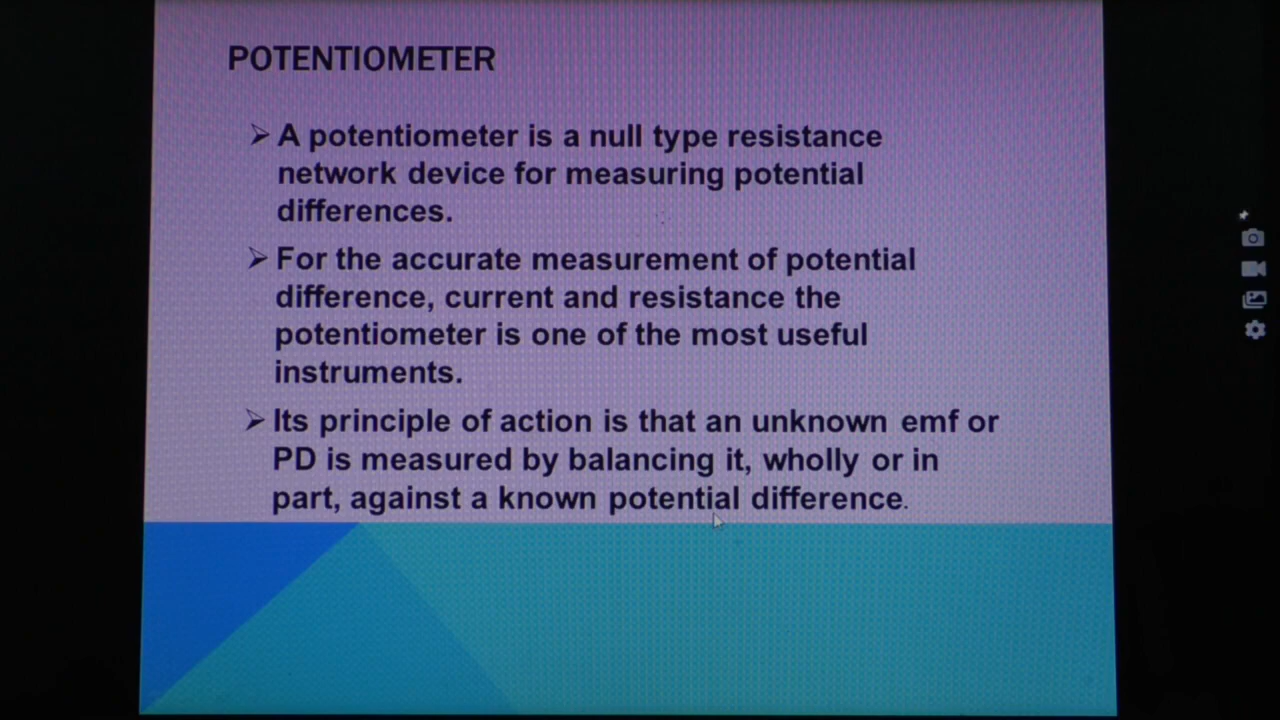 POTENTIOMETER
➢ A potentiometer is a null type resistance
network device for measuring potential
differences.
➢ For the accurate measurement of potential
difference, current and resistance the
potentiometer is one of the most useful
instruments.
➢ Its principle of action is that an unknown emf or
PD is measured by balancing it, wholly or in
part, against a known potential difference.